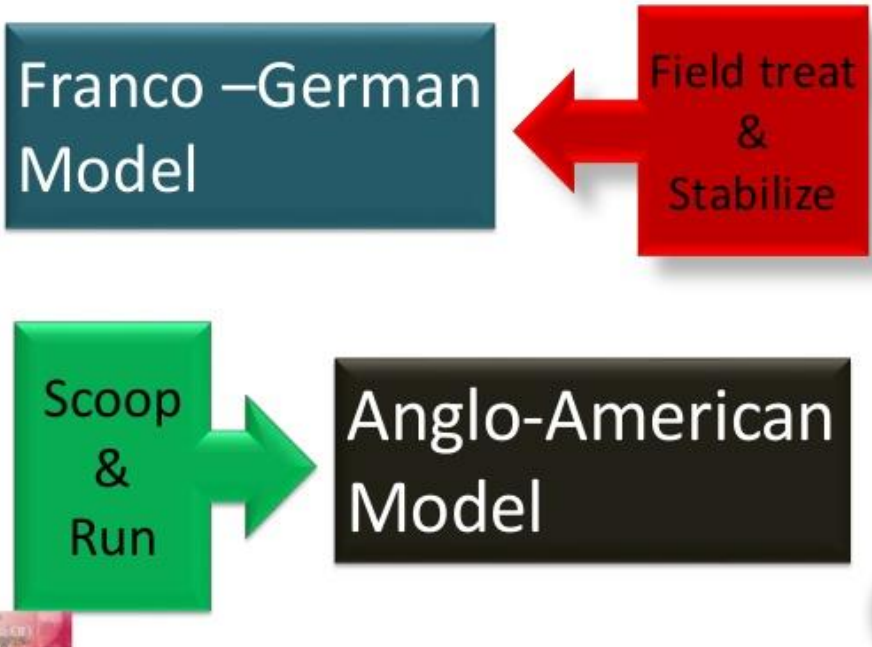 Franco –German
Model
Field treat
&
Stabilize
Scoop
&
Run
Anglo-American
Model